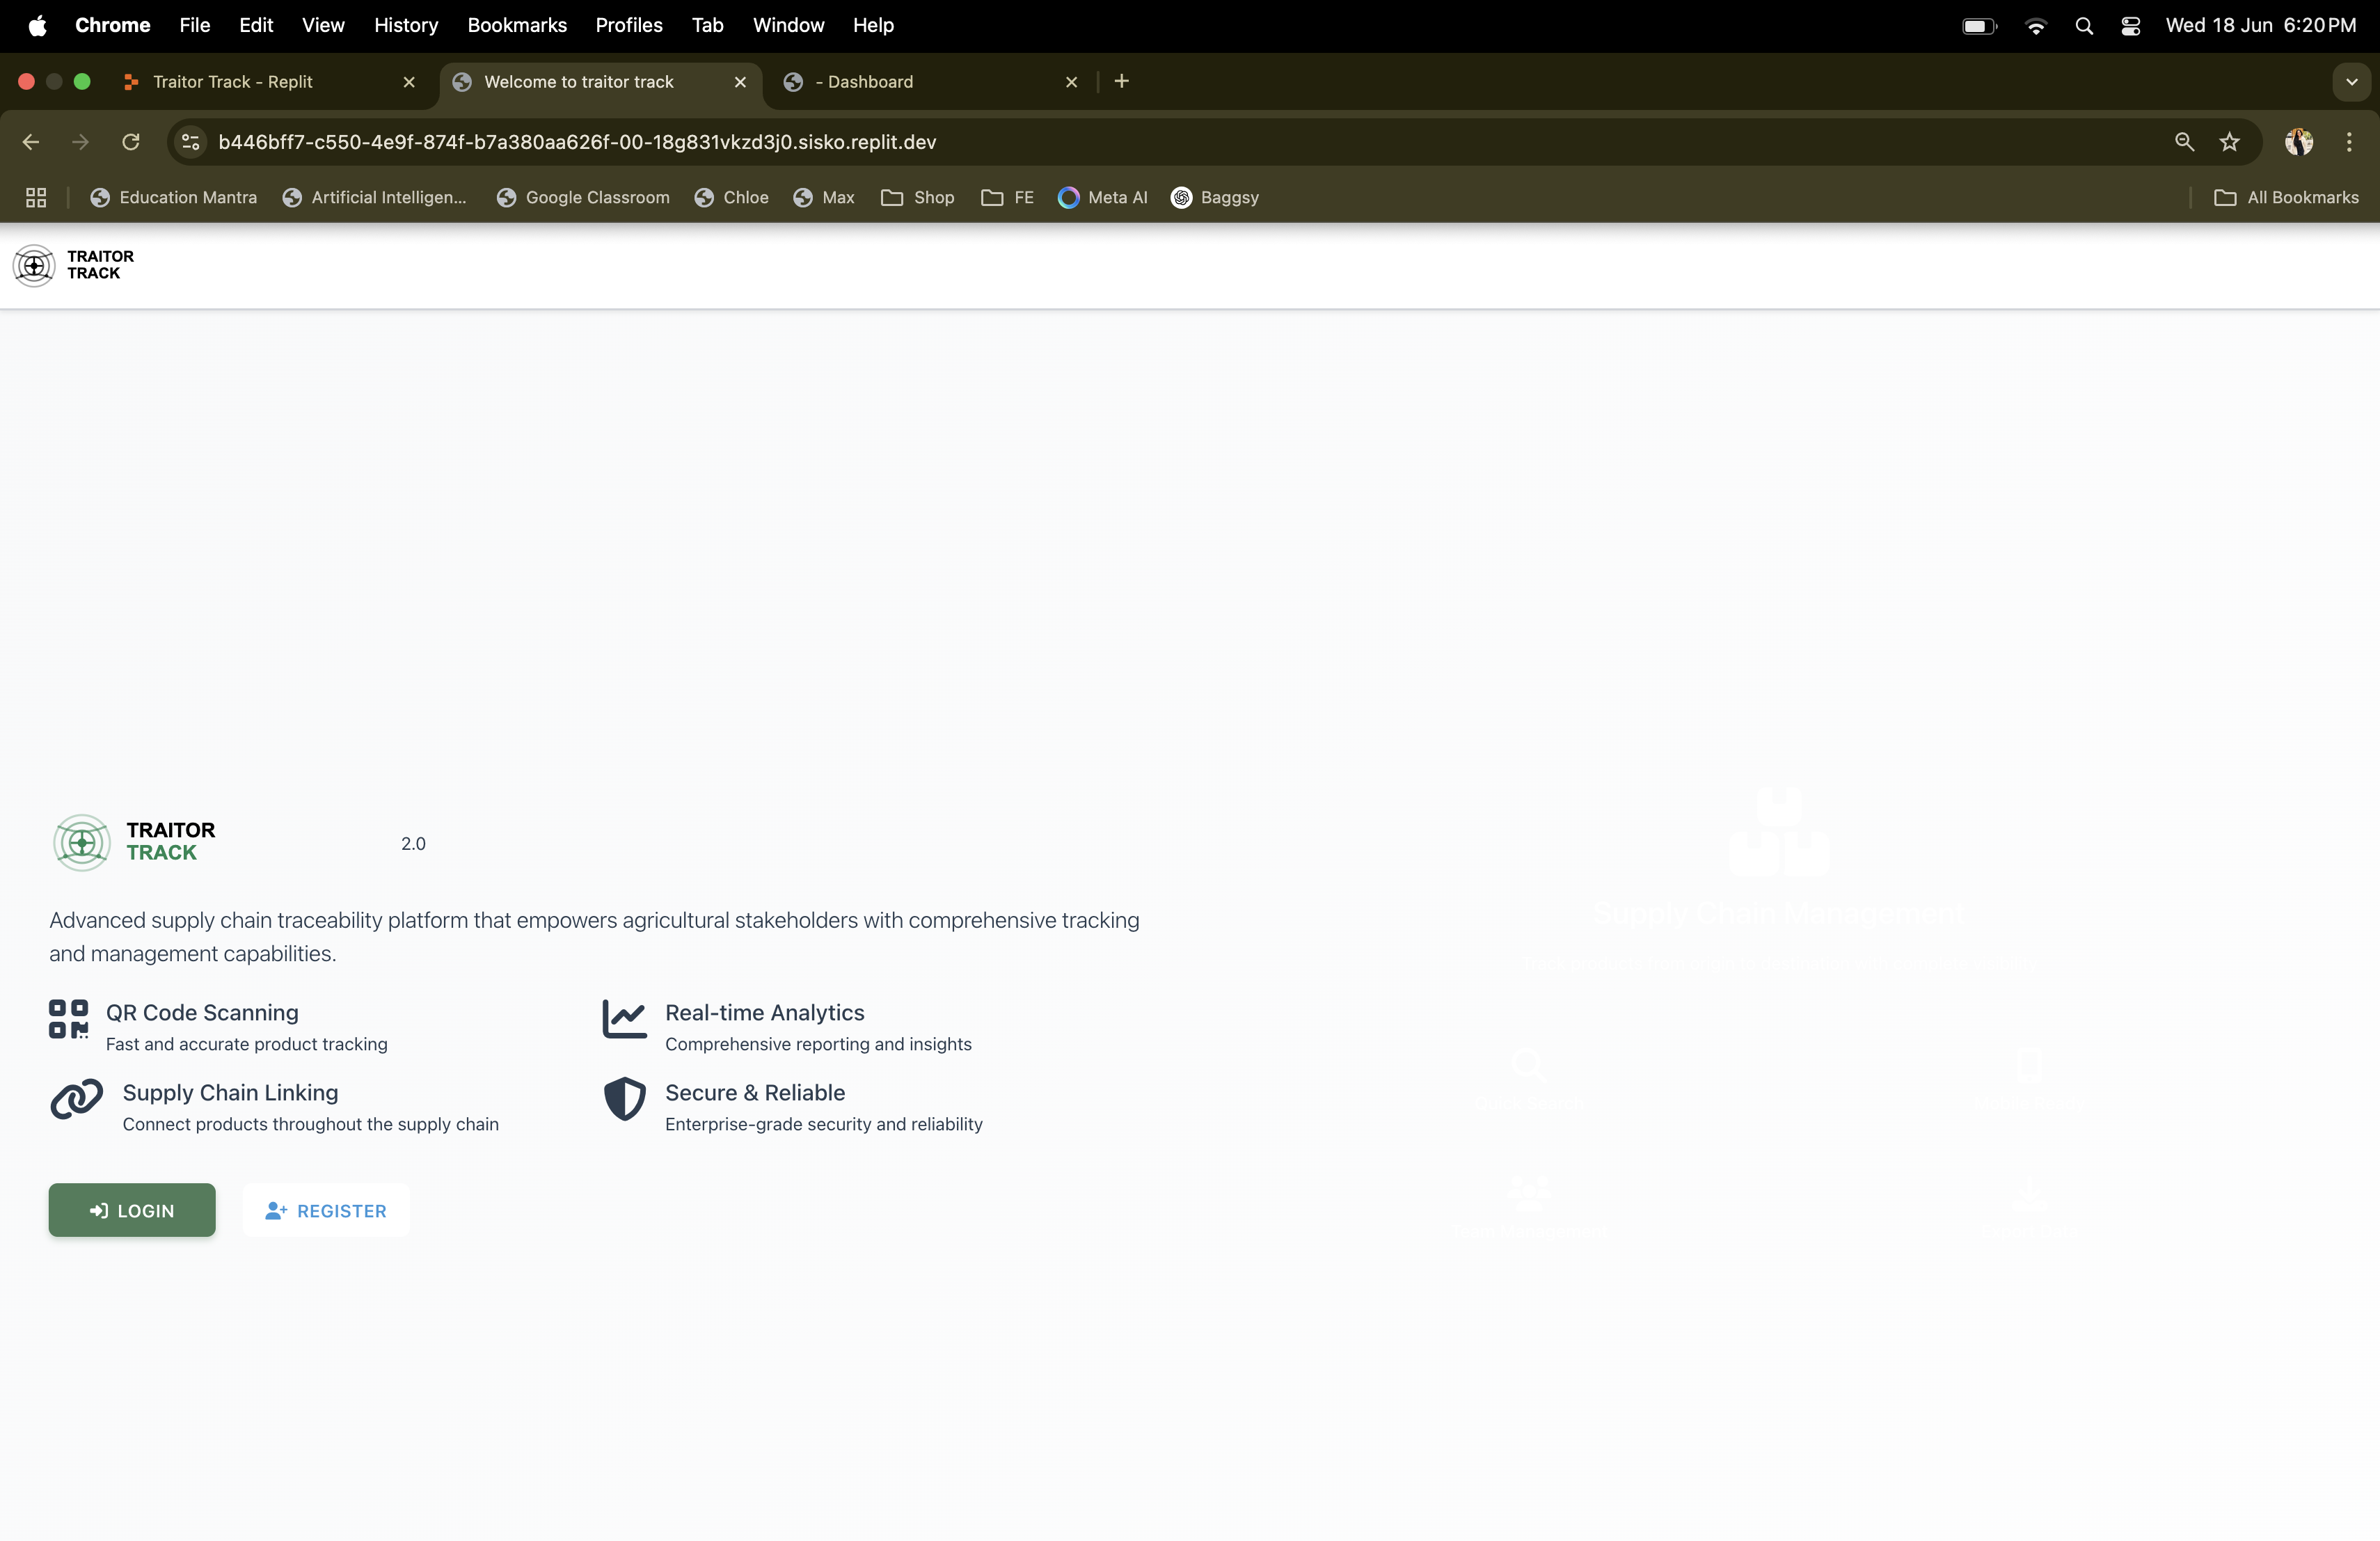 Chrome File Edit View History Bookmarks Profiles Tab Window Help Wed 18 Jun 6:20 PM
Traitor Track - Replit Welcome to traitor track - Dashboard
b446bff7-c550-4e9f-874f-b7a380aa626f-00-18g831vkzd3j0.sisko.replit.dev
Education Mantra Artificial Intelligen... Google Classroom Chloe Max Shop FE Meta AI Baggsy All Bookmarks
TRAITOR
TRACK
TRAITOR
TRACK
2.0
Advanced supply chain traceability platform that empowers agricultural stakeholders with comprehensive tracking
and management capabilities.
QR Code Scanning
Fast and accurate product tracking
Real-time Analytics
Comprehensive reporting and insights
Supply Chain Linking
Connect products throughout the supply chain
Secure & Reliable
Enterprise-grade security and reliability
LOGIN
REGISTER
Supply Chain Management